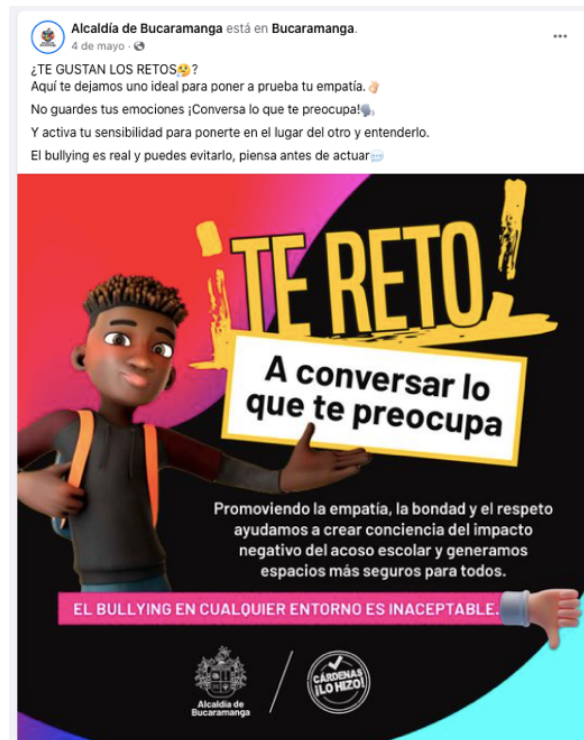 Alcaldía de Bucaramanga está en Bucaramanga.
4 de mayo ·
¿TE GUSTAN LOS RETOS🤔?
Aquí te dejamos uno ideal para poner a prueba tu empatía.👌
No guardes tus emociones ¡Conversa lo que te preocupa!🗣
Y activa tu sensibilidad para ponerte en el lugar del otro y entenderlo.
El bullying es real y puedes evitarlo, piensa antes de actuar💬
¡TE RETO!
A conversar lo
que te preocupa
Promoviendo la empatía, la bondad y el respeto
ayudamos a crear conciencia del impacto
negativo del acoso escolar y generamos
espacios más seguros para todos.
EL BULLYING EN CUALQUIER ENTORNO ES INACEPTABLE.
Alcaldía de
Bucaramanga
CÁRDENAS
¡LO HIZO!